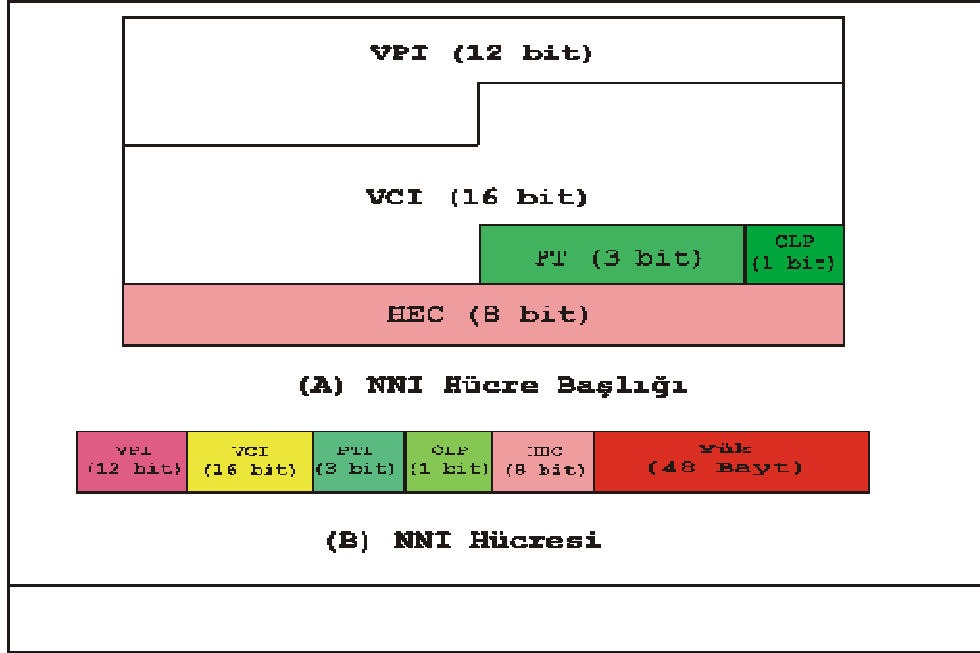 VPI (12 bit)
VCI (16 bit)
PT (3 bit)
CLP
(1 bit)
HEC (8 bit)
(A) NNI Hücre Başlığı
VPI
(12 bit)
VCI
(16 bit)
PTI
(3 bit)
CLP
(1 bit)
HEC
(8 bit)
Yük
(48 Bayt)
(B) NNI Hücresi